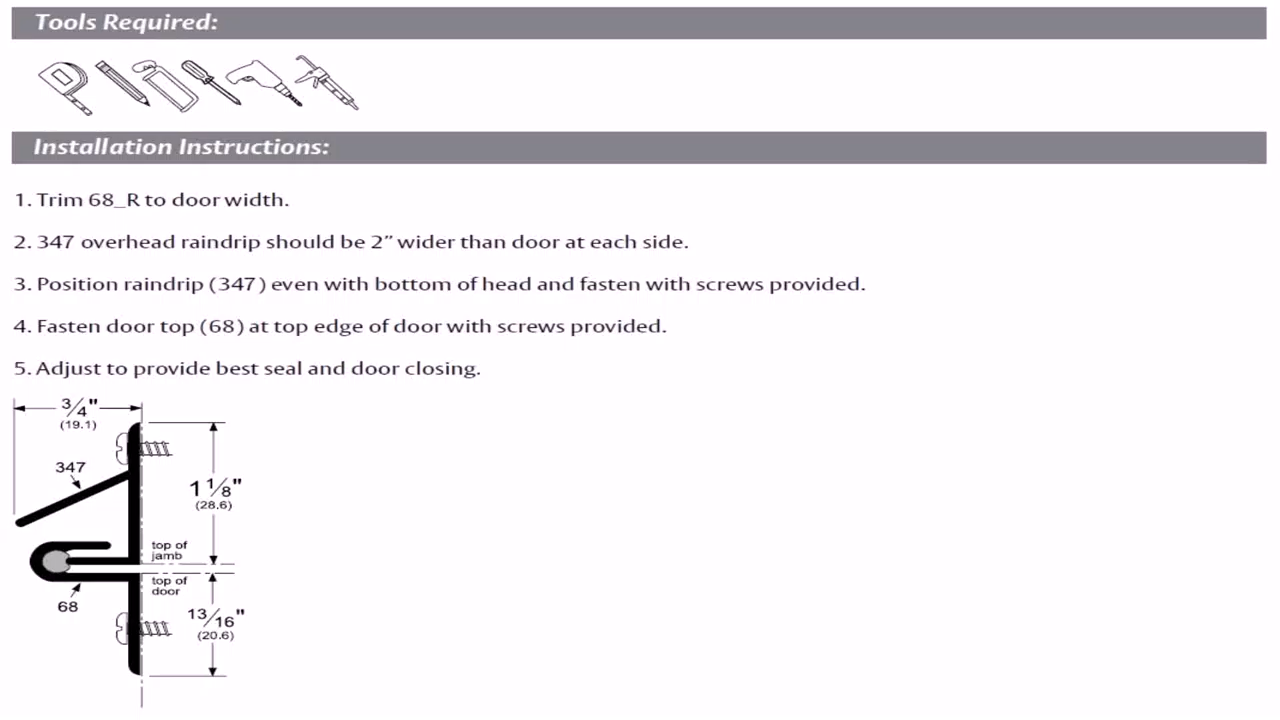 Tools Required:
Installation Instructions:
1. Trim 68_R to door width.
2. 347 overhead raindrip should be 2” wider than door at each side.
3. Position raindrip (347) even with bottom of head and fasten with screws provided.
4. Fasten door top (68) at top edge of door with screws provided.
5. Adjust to provide best seal and door closing.
3/4"
(19.1)
347
1 1/8"
(28.6)
top of
jamb
top of
door
68
13/16"
(20.6)